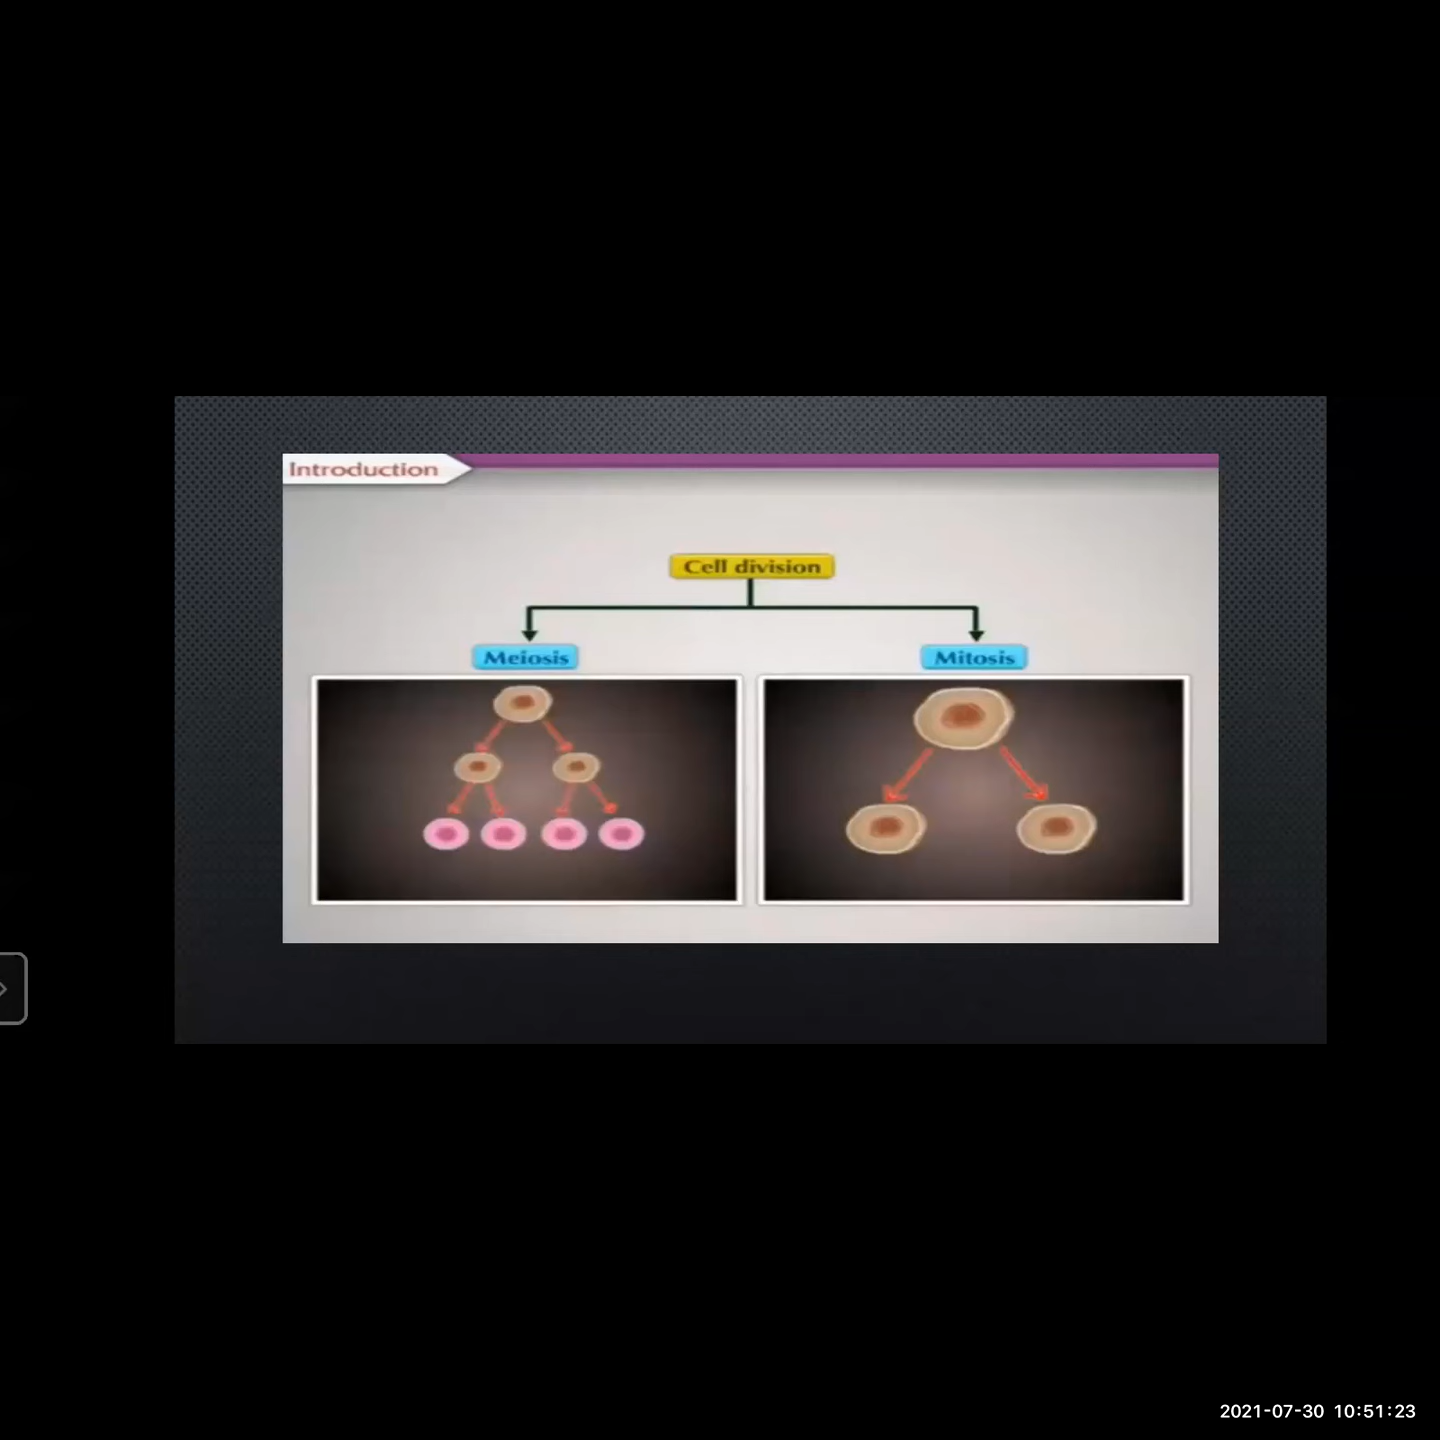 Introduction
Cell division
Meiosis
Mitosis
2021-07-30 10:51:23